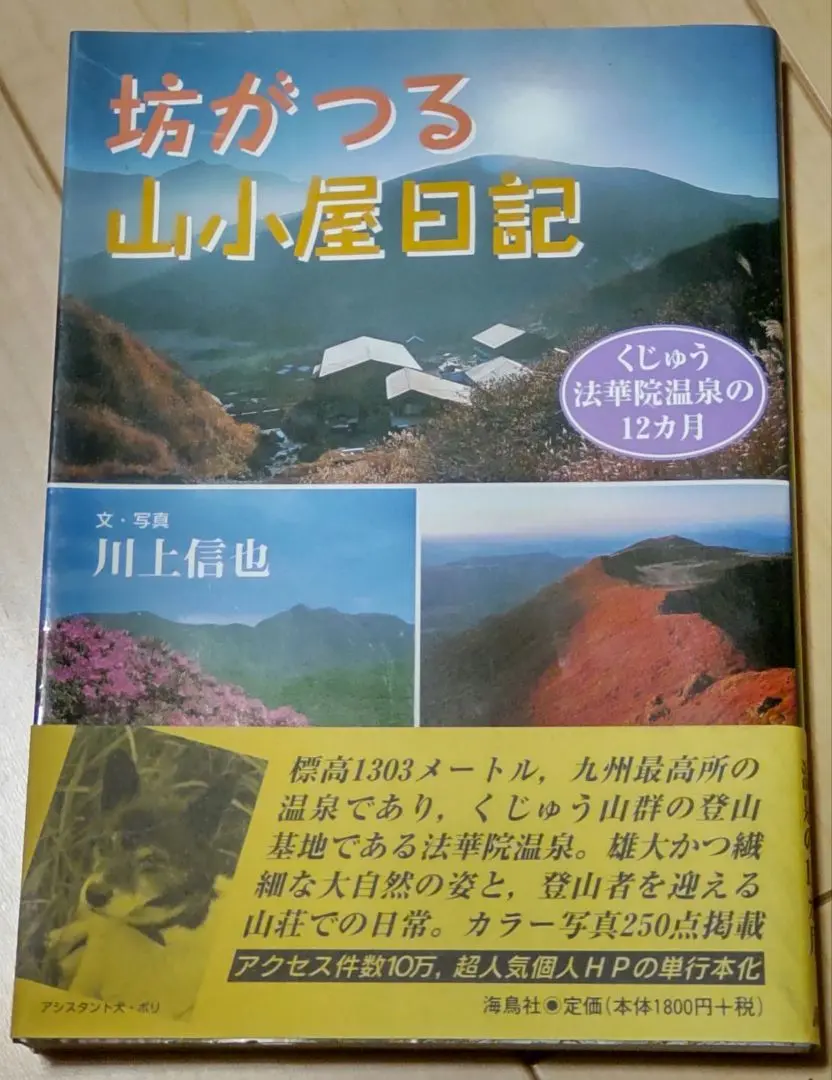 坊がつる
山小屋日記
くじゅう
法華院温泉の
12カ月
文・写真
川上信也
標高1303メートル，九州最高所の
温泉であり，くじゅう山群の登山
基地である法華院温泉。雄大かつ繊
細な大自然の姿と，登山者を迎える
山荘での日常。カラー写真250点掲載
アクセス件数10万，超人気個人HPの単行本化
アシスタント犬・ポリ
海鳥社◉定価（本体1800円＋税）